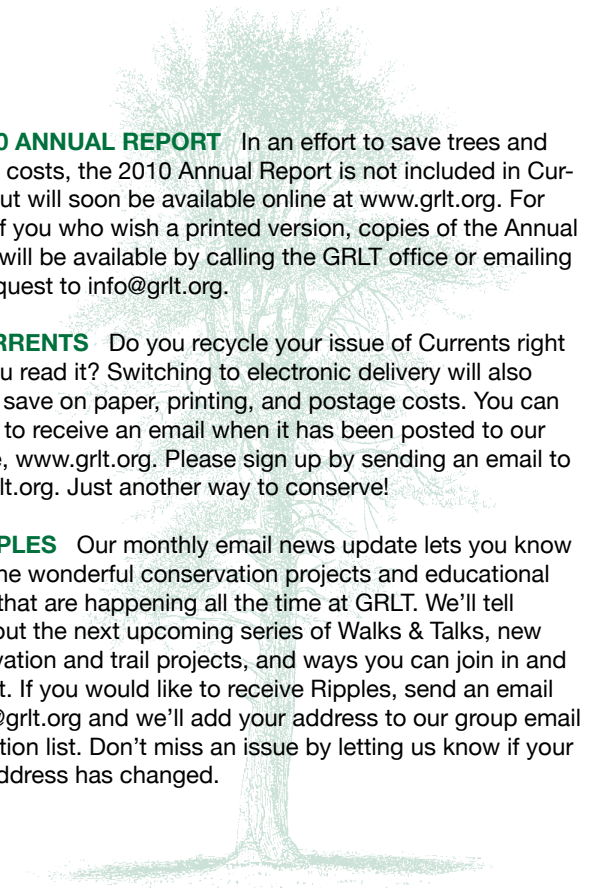 0 ANNUAL REPORT In an effort to save trees and
costs, the 2010 Annual Report is not included in Cur-
ut will soon be available online at www.grlt.org. For
f you who wish a printed version, copies of the Annual
will be available by calling the GRLT office or emailing
quest to info@grlt.org.
RRENTS Do you recycle your issue of Currents right
u read it? Switching to electronic delivery will also
save on paper, printing, and postage costs. You can
to receive an email when it has been posted to our
e, www.grlt.org. Please sign up by sending an email to
lt.org. Just another way to conserve!
PLES Our monthly email news update lets you know
he wonderful conservation projects and educational
that are happening all the time at GRLT. We'll tell
out the next upcoming series of Walks & Talks, new
vation and trail projects, and ways you can join in and
t. If you would like to receive Ripples, send an email
@grlt.org and we'll add your address to our group email
tion list. Don't miss an issue by letting us know if your
ddress has changed.